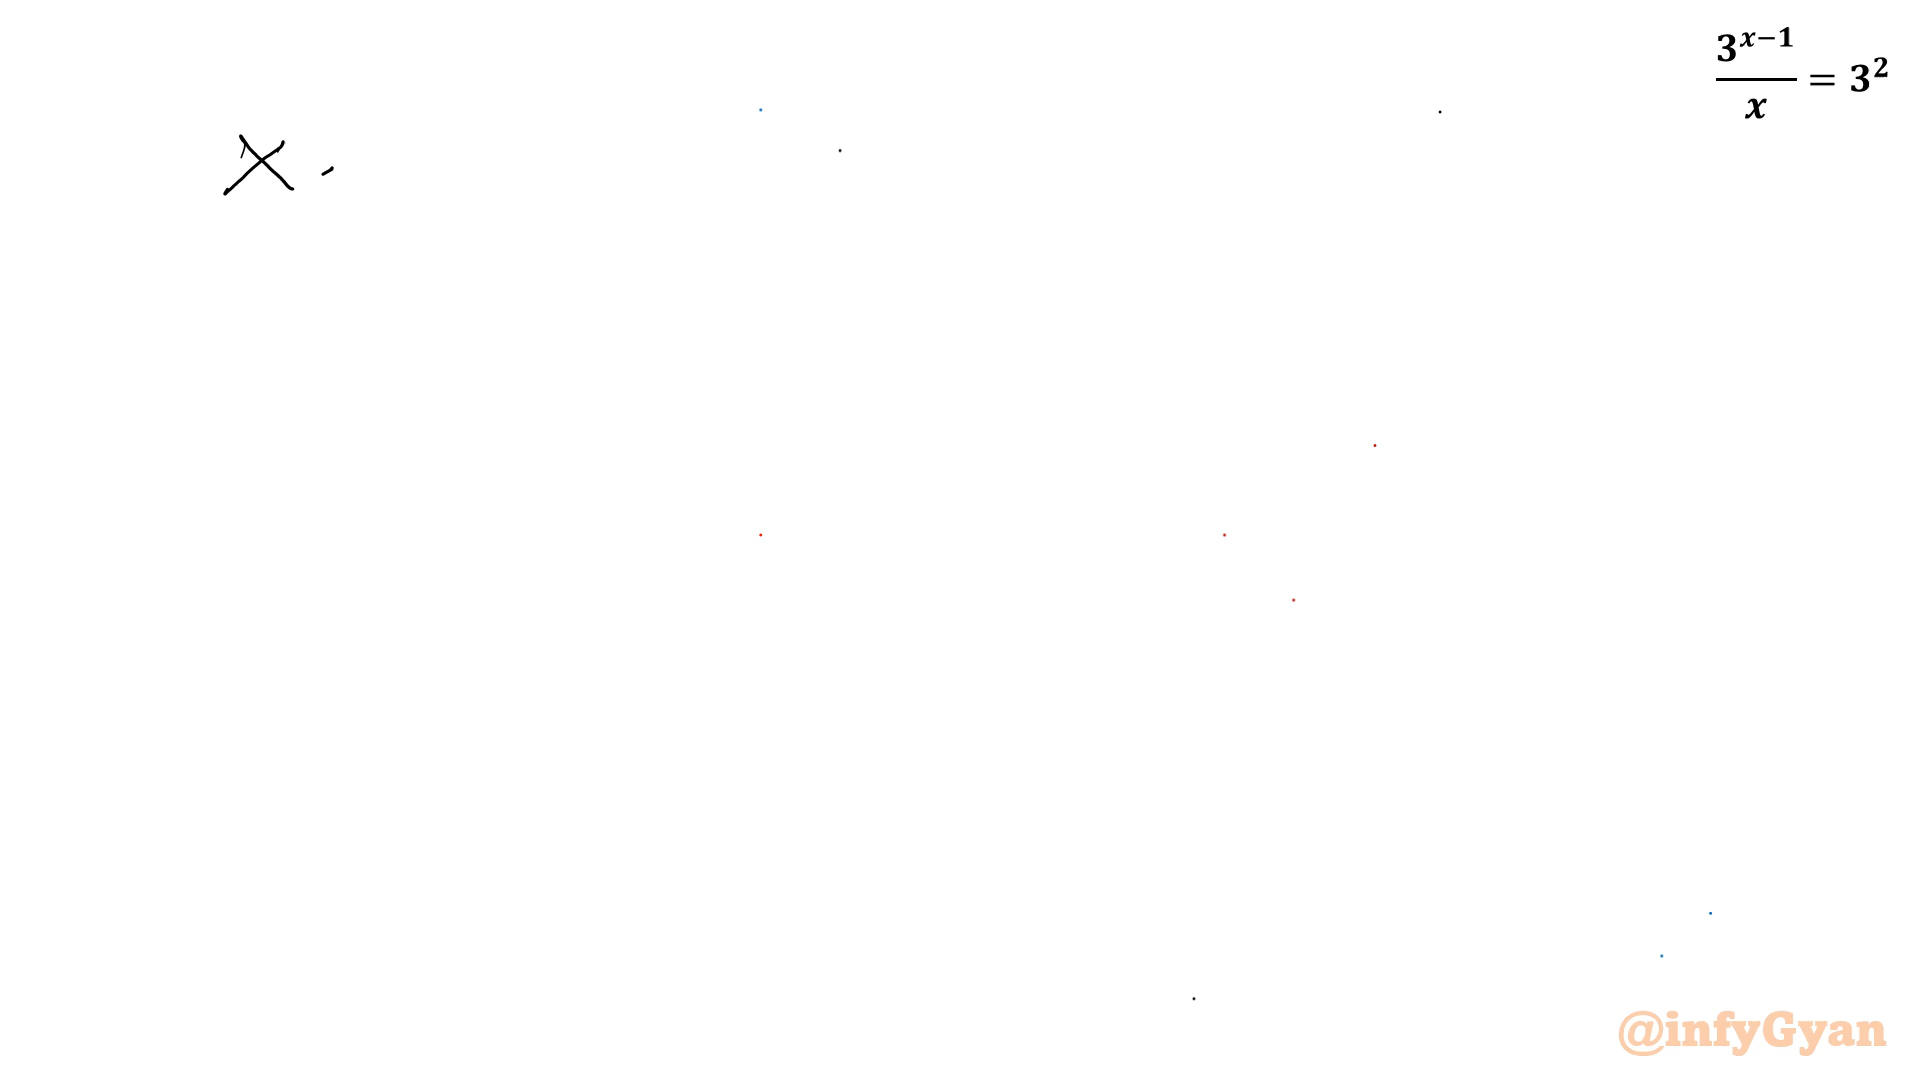 3^{x-1}/x = 3^2
X -
@infyGyan